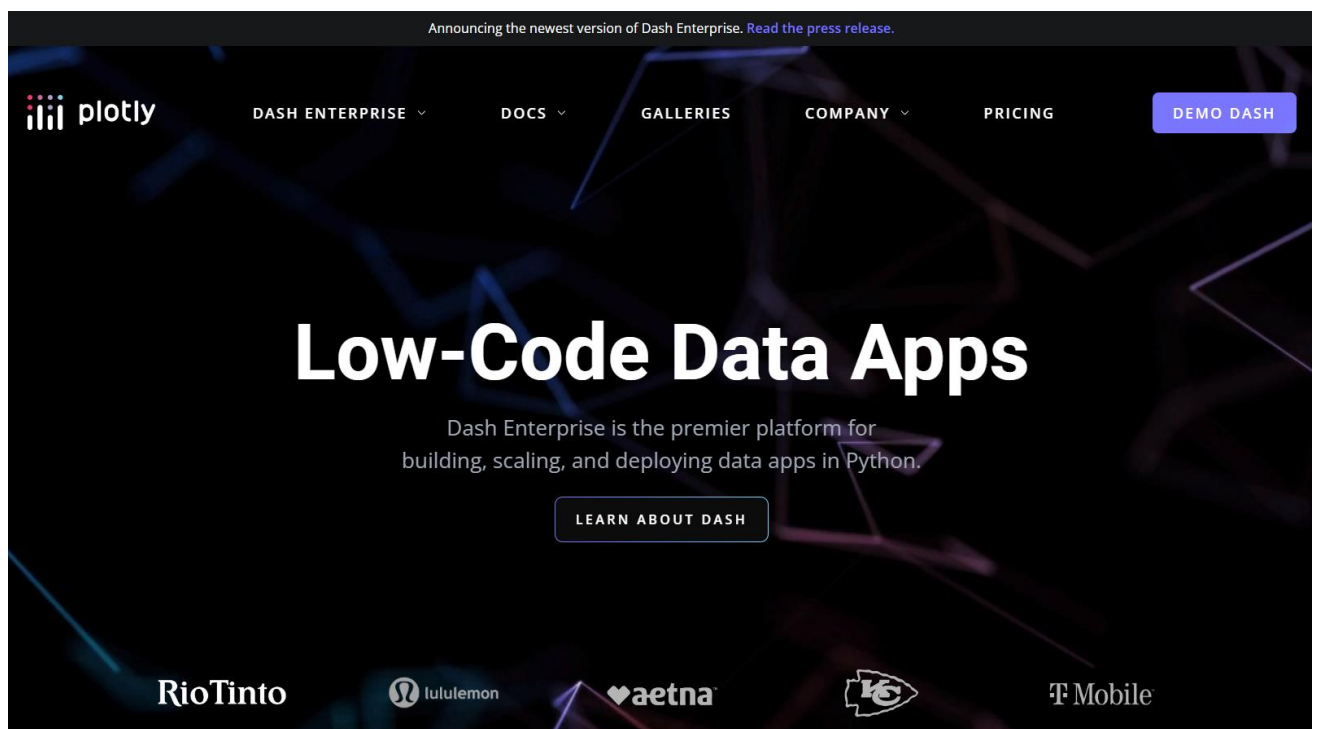 Announcing the newest version of Dash Enterprise. Read the press release.
plotly
DASH ENTERPRISE
DOCS
GALLERIES
COMPANY
PRICING
DEMO DASH
Low-Code Data Apps
Dash Enterprise is the premier platform for
building, scaling, and deploying data apps in Python.
LEARN ABOUT DASH
RioTinto
lululemon
aetna
KC
T Mobile